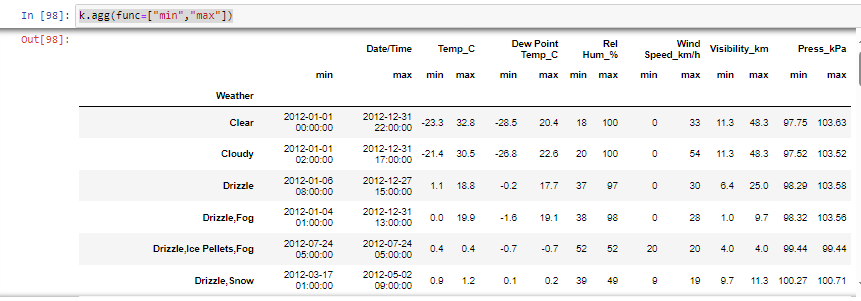 In [98]: k.agg(func=["min","max"])
Out[98]:
Date/Time Temp_C Dew Point Temp_C Rel Hum_% Wind Speed_km/h Visibility_km Press_kPa
min max min max min max min max min max min max min max
Weather
Clear 2012-01-01 00:00:00 2012-12-31 22:00:00 -23.3 32.8 -28.5 20.4 18 100 0 33 11.3 48.3 97.75 103.63
Cloudy 2012-01-01 02:00:00 2012-12-31 17:00:00 -21.4 30.5 -26.8 22.6 20 100 0 54 11.3 48.3 97.52 103.52
Drizzle 2012-01-06 08:00:00 2012-12-27 15:00:00 1.1 18.8 -0.2 17.7 37 97 0 30 6.4 25.0 98.29 103.58
Drizzle,Fog 2012-01-04 01:00:00 2012-12-31 13:00:00 0.0 19.9 -1.6 19.1 38 98 0 28 1.0 9.7 98.32 103.56
Drizzle,Ice Pellets,Fog 2012-07-24 05:00:00 2012-07-24 05:00:00 0.4 0.4 -0.7 -0.7 52 52 20 20 4.0 4.0 99.44 99.44
Drizzle,Snow 2012-03-17 01:00:00 2012-05-02 09:00:00 0.9 1.2 0.1 0.2 39 49 9 19 9.7 11.3 100.27 100.71